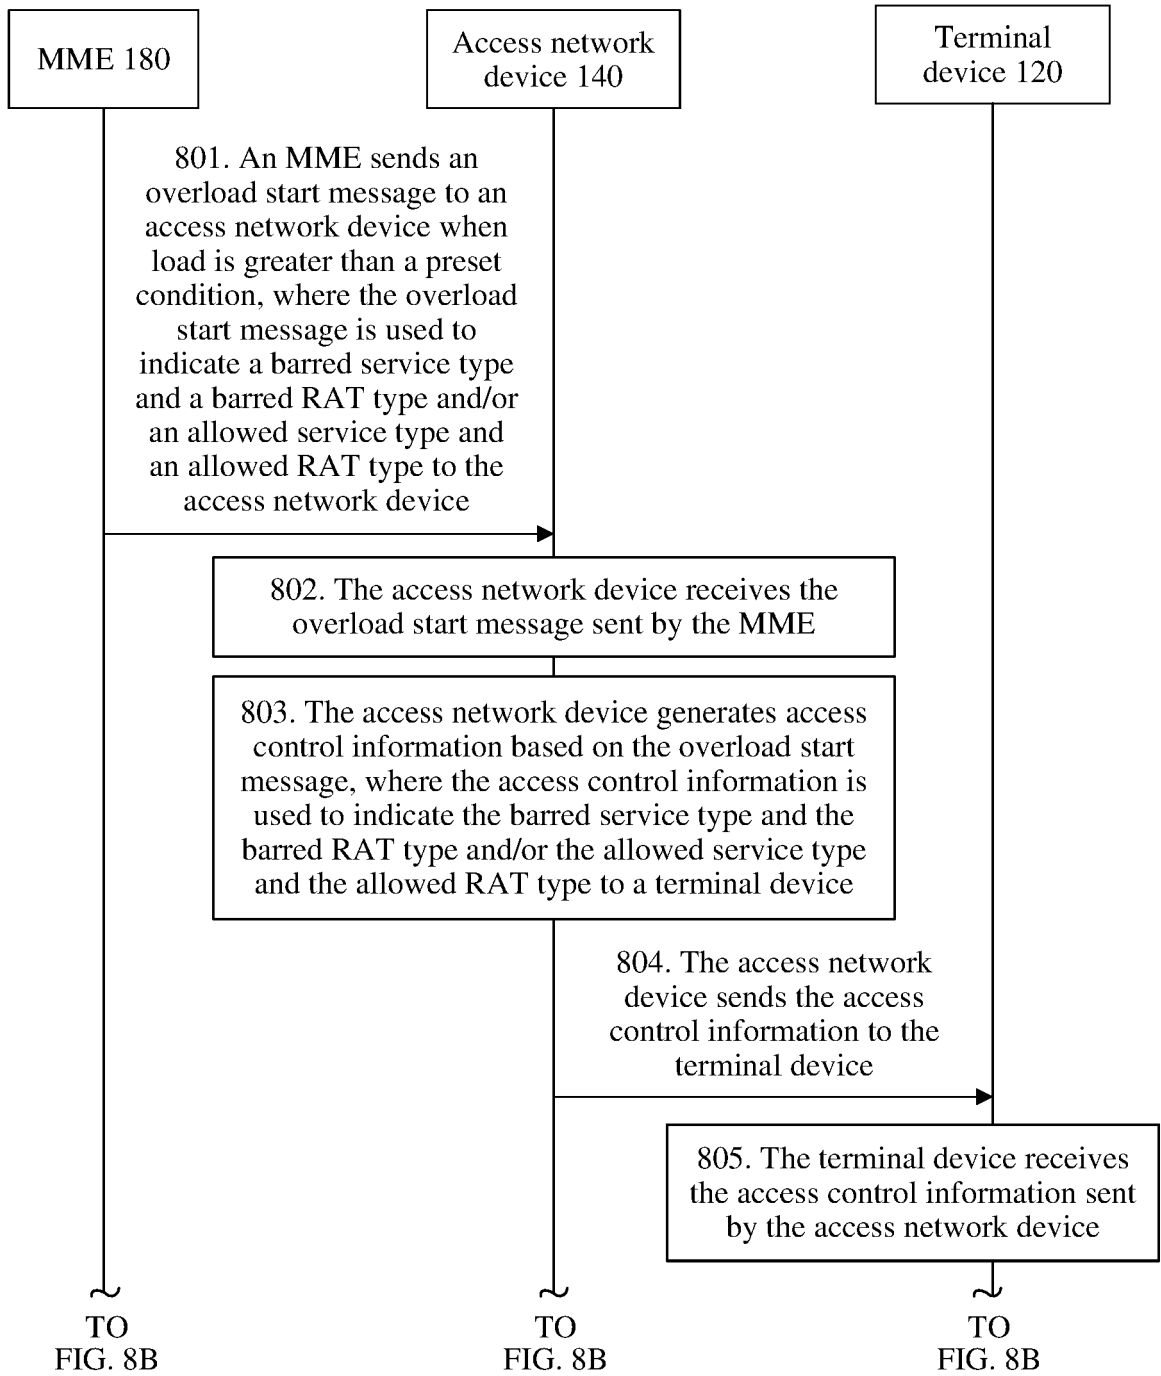 MME 180
Access network
device 140
Terminal
device 120
801. An MME sends an
overload start message to an
access network device when
load is greater than a preset
condition, where the overload
start message is used to
indicate a barred service type
and a barred RAT type and/or
an allowed service type and
an allowed RAT type to the
access network device
802. The access network device receives the
overload start message sent by the MME
803. The access network device generates access
control information based on the overload start
message, where the access control information is
used to indicate the barred service type and the
barred RAT type and/or the allowed service type
and the allowed RAT type to a terminal device
804. The access network
device sends the access
control information to the
terminal device
805. The terminal device receives
the access control information sent
by the access network device
TO
FIG. 8B
TO
FIG. 8B
TO
FIG. 8B